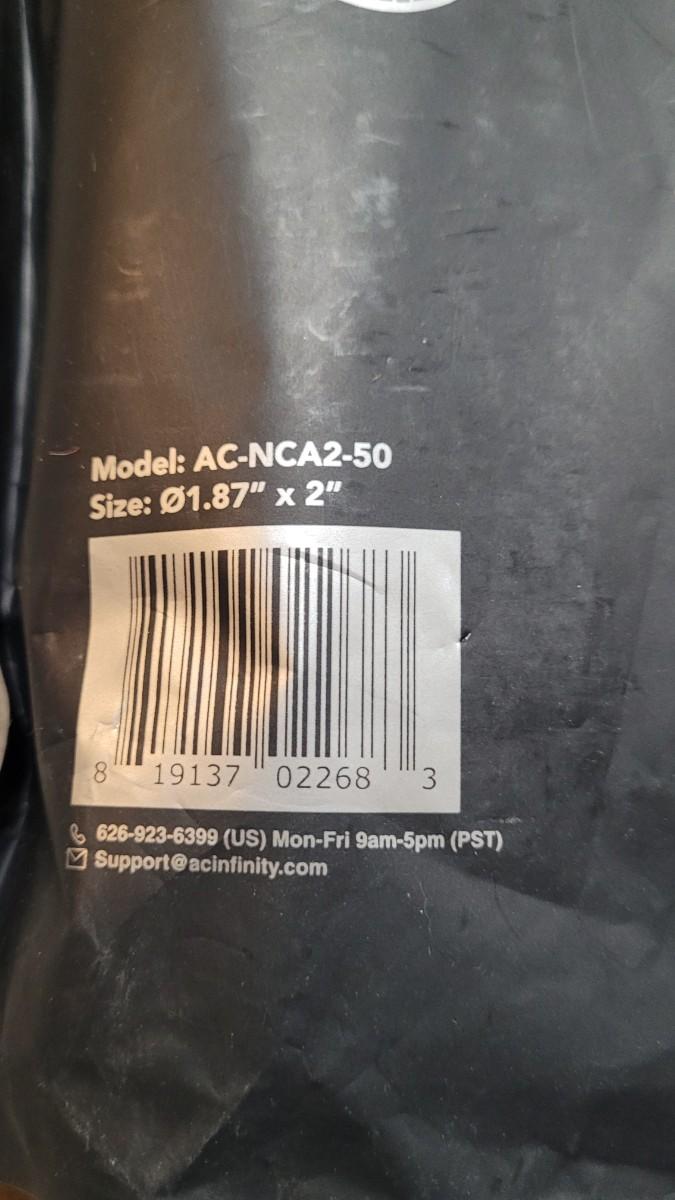 Model: AC-NCA2-50
Size: Ø1.87" x 2"
8 19137 02268 3
626-923-6399 (US) Mon-Fri 9am-5pm (PST)
Support@acinfinity.com